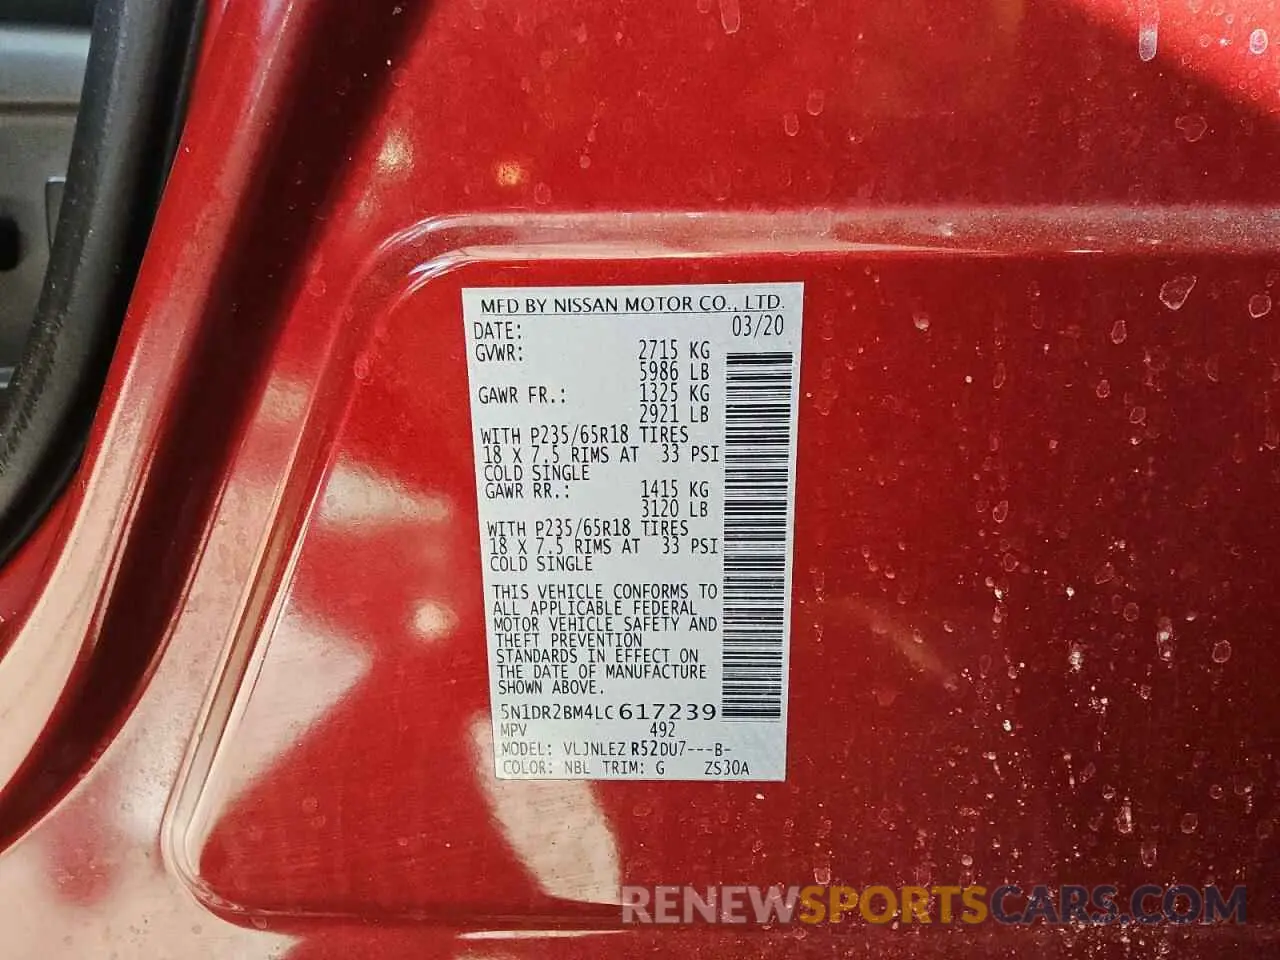 MFD BY NISSAN MOTOR CO., LTD.
DATE: 03/20
GVWR: 2715 KG
5986 LB
GAWR FR.: 1325 KG
2921 LB
WITH P235/65R18 TIRES
18 X 7.5 RIMS AT 33 PSI
COLD SINGLE
GAWR RR.: 1415 KG
3120 LB
WITH P235/65R18 TIRES
18 X 7.5 RIMS AT 33 PSI
COLD SINGLE
THIS VEHICLE CONFORMS TO
ALL APPLICABLE FEDERAL
MOTOR VEHICLE SAFETY AND
THEFT PREVENTION
STANDARDS IN EFFECT ON
THE DATE OF MANUFACTURE
SHOWN ABOVE.
5N1DR2BM4LC617239
MPV 492
MODEL: VLJNLEZ R52DU7---B-
COLOR: NBL TRIM: G ZS30A
RENEWSPORTSCARS.COM